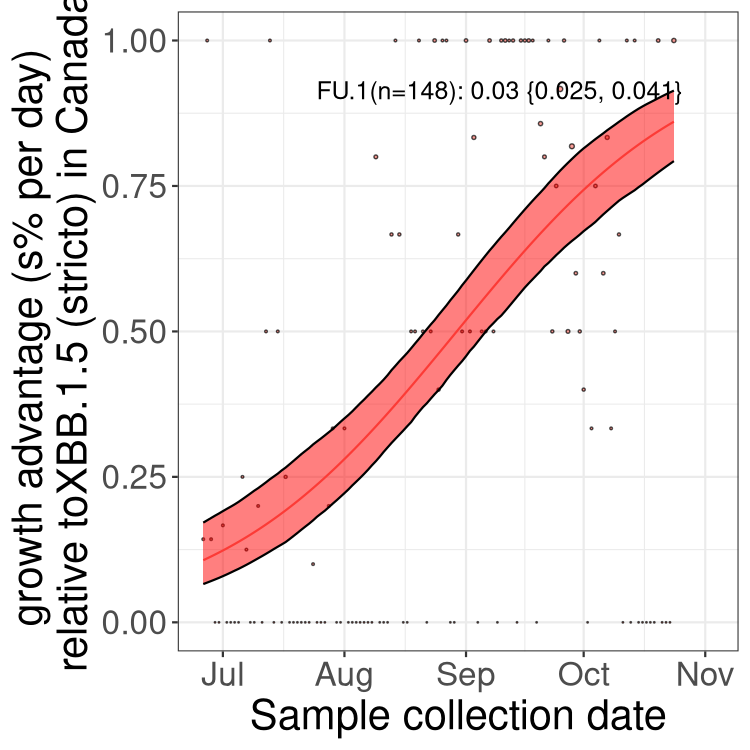 growth advantage (s% per day)
relative toXBB.1.5 (stricto) in Canada
1.00
0.75
0.50
0.25
0.00
FU.1(n=148): 0.03 {0.025, 0.041}
Jul Aug Sep Oct Nov
Sample collection date